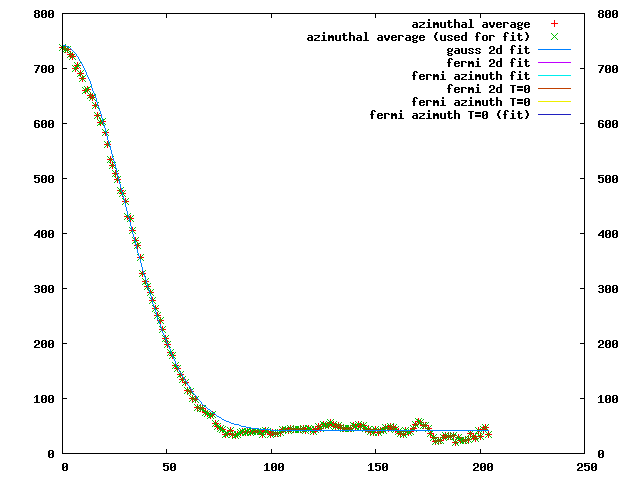 800 800
azimuthal average
azimuthal average (used for fit)
gauss 2d fit
700 700
fermi 2d fit
fermi azimuth fit
fermi 2d T=0
fermi azimuth T=0
fermi azimuth T=0 (fit)
600 600
500 500
400 400
300 300
200 200
100 100
0 0
0 50 100 150 200 250